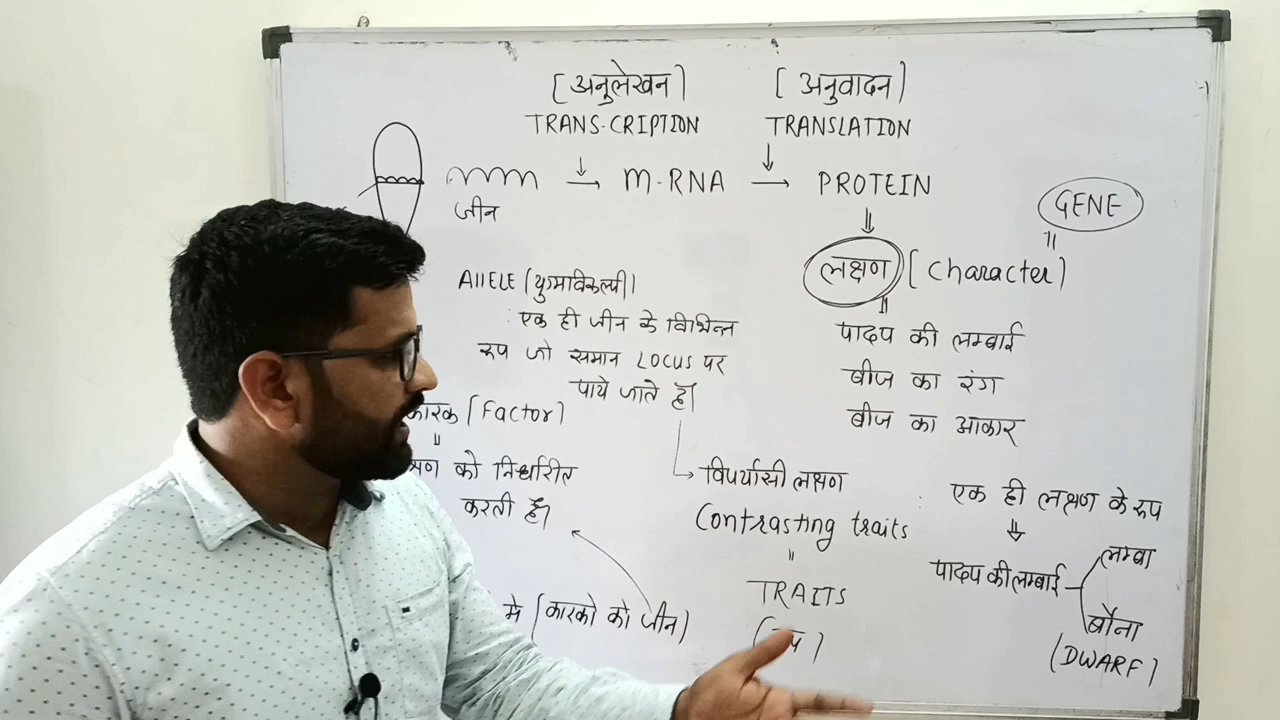 [अनुलेखन] [अनुवादन]
TRANS-CRIPTION TRANSLATION
→ M-RNA → PROTEIN
जीन
GENE
लक्षण [Character]
पादप की लम्बाई
बीज का रंग
बीज का आकार
AllELE [युग्मविकल्पी]
एक ही जीन के विभिन्न
रूप जो समान LOCUS पर
पाये जाते हैं।
कारक [Factor]
को निर्धारित
करती हैं।
मे [कारको को जीन]
विपर्यासी लक्षण
Contrasting traits
TRAITS
: एक ही लक्षण के रूप
पादप की लम्बाई
लम्बा
बौना
(DWARF)